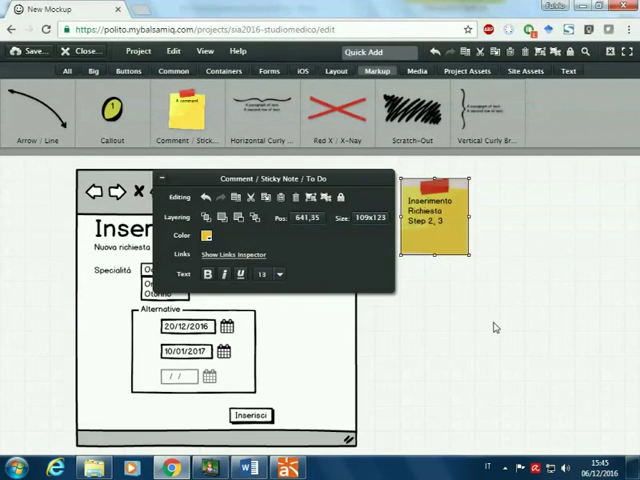 New Mockup
https://polito.mybalsamiq.com/projects/sia2016-studiomedico/edit
Save...
Close...
Project
Edit
View
Help
Quick Add
All
Big
Buttons
Common
Containers
Forms
iOS
Layout
Markup
Media
Project Assets
Site Assets
Text
A comment
Arrow / Line
Callout
Comment / Stick...
Horizontal Curly ...
Red X / X-Nay
Scratch-Out
Vertical Curly Br...
Comment / Sticky Note / To Do
Editing
Layering
Pos:
641,35
Size:
109x123
Color
Links
Show Links Inspector
Text
B
i
U
13
Inserimento
Richiesta
Step 2, 3
Inser
Nuova richiesta
Specialità
Alternative
20/12/2016
10/01/2017
/ /
Inserisci
IT
15:45
06/12/2016